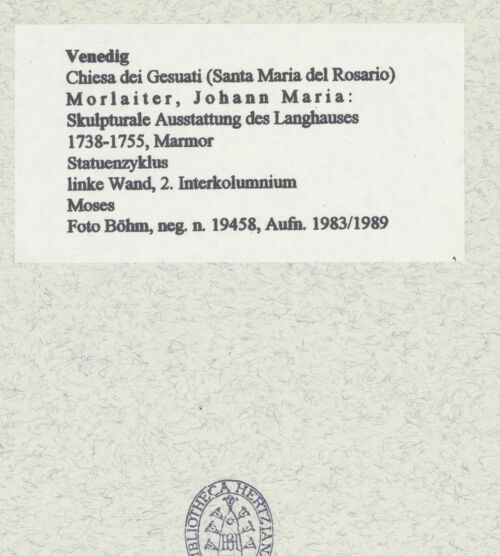 Venedig
Chiesa dei Gesuati (Santa Maria del Rosario)
Morlaiter, Johann Maria:
Skulpturale Ausstattung des Langhauses
1738-1755, Marmor
Statuenzyklus
linke Wand, 2. Interkolumnium
Moses
Foto Böhm, neg. n. 19458, Aufn. 1983/1989
BIBLIOTHECA HERTZIAN